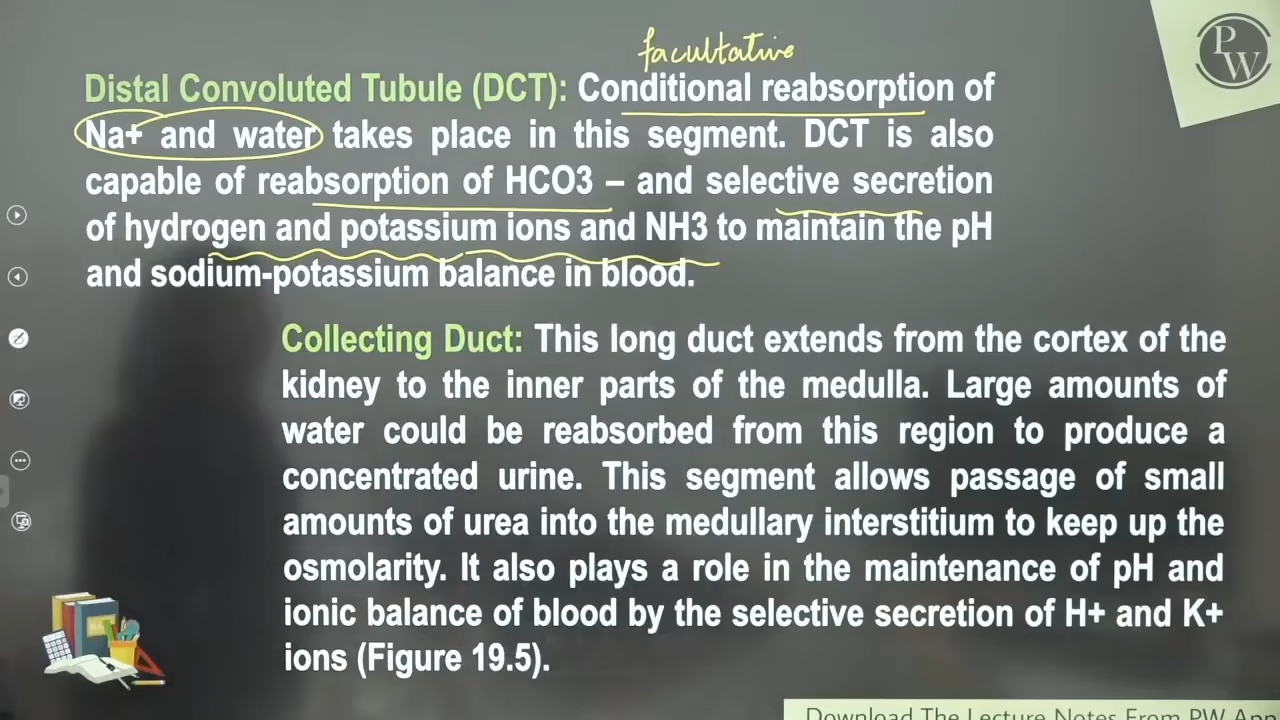 facultative
PW
Distal Convoluted Tubule (DCT): Conditional reabsorption of
Na+ and water takes place in this segment. DCT is also
capable of reabsorption of HCO3 – and selective secretion
of hydrogen and potassium ions and NH3 to maintain the pH
and sodium-potassium balance in blood.
Collecting Duct: This long duct extends from the cortex of the
kidney to the inner parts of the medulla. Large amounts of
water could be reabsorbed from this region to produce a
concentrated urine. This segment allows passage of small
amounts of urea into the medullary interstitium to keep up the
osmolarity. It also plays a role in the maintenance of pH and
ionic balance of blood by the selective secretion of H+ and K+
ions (Figure 19.5).
Download The Lecture Notes From PW App